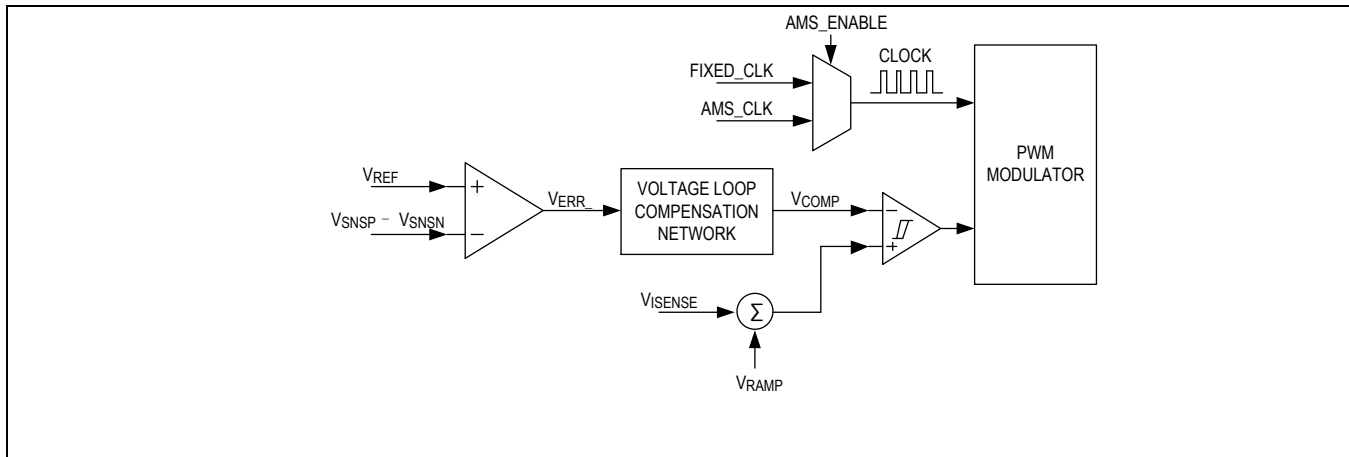 AMS_ENABLE
CLOCK
FIXED_CLK
AMS_CLK
PWM
MODULATOR
VREF
+
VSNSP – VSNSN
−
VERR_
VOLTAGE LOOP
COMPENSATION
NETWORK
VCOMP
−
+
VISENSE
Σ
VRAMP